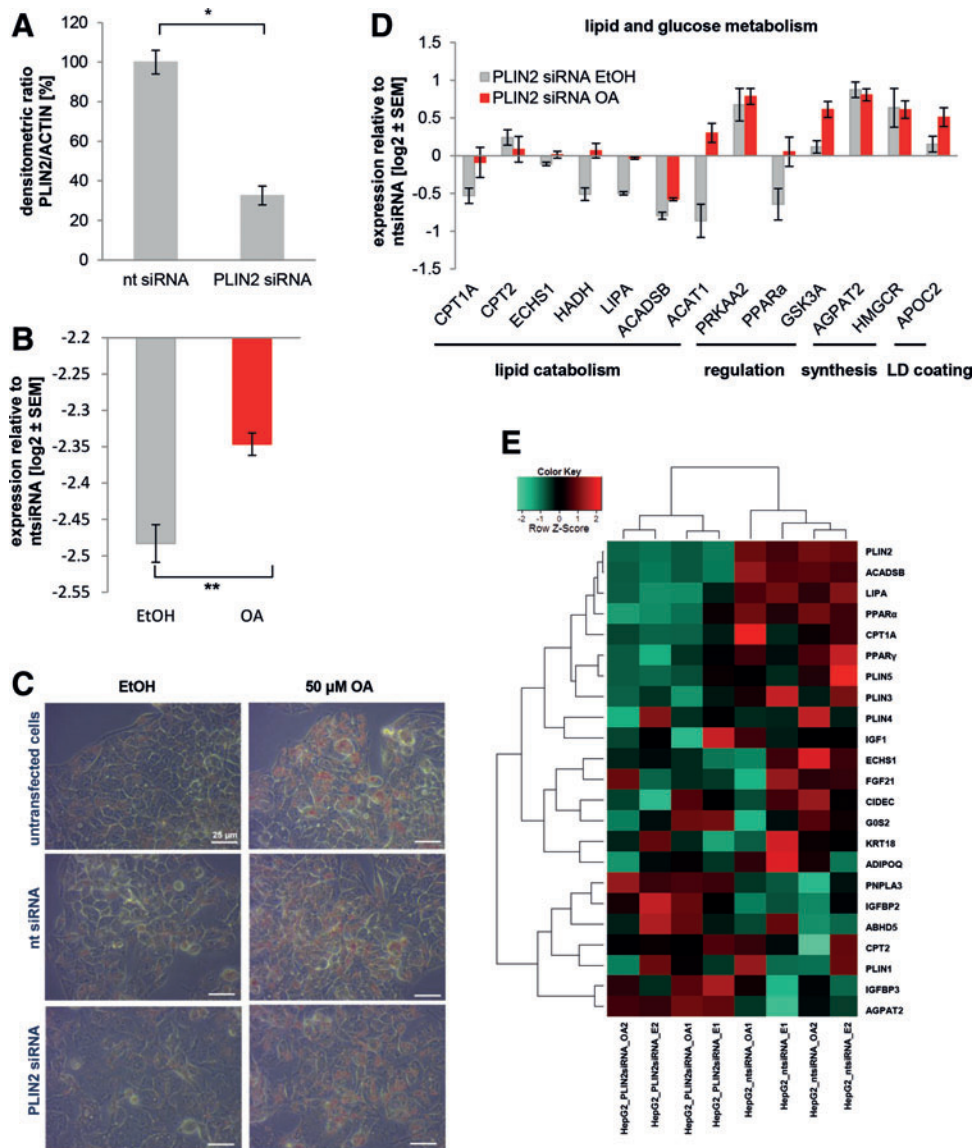 A
densitometric ratio
PLIN2/ACTIN [%]
120
100
80
60
40
20
0
*
nt siRNA
PLIN2 siRNA
B
expression relative to
ntsiRNA [log2 ± SEM]
-2.2
-2.25
-2.3
-2.35
-2.4
-2.45
-2.5
-2.55
**
EtOH
OA
C
EtOH
50 µM OA
untransfected cells
25 µm
nt siRNA
PLIN2 siRNA
D
lipid and glucose metabolism
expression relative to
ntsiRNA [log2 ± SEM]
1
0.5
0
-0.5
-1
-1.5
PLIN2 siRNA EtOH
PLIN2 siRNA OA
CPT1A
CPT2
ECHS1
HADH
LIPA
ACADSB
ACAT1
PRKAA2
PPARα
GSK3A
AGPAT2
HMGCR
APOC2
lipid catabolism
regulation
synthesis
LD coating
E
Color Key
-2 -1 0 1 2
Row Z-Score
PLIN2
ACADSB
LIPA
PPARα
CPT1A
PPARγ
PLIN5
PLIN3
PLIN4
IGF1
ECHS1
FGF21
CIDEC
G0S2
KRT18
ADIPOQ
PNPLA3
IGFBP2
ABHD5
CPT2
PLIN1
IGFBP3
AGPAT2
HepG2_PLIN2siRNA_OA2
HepG2_PLIN2siRNA_E2
HepG2_PLIN2siRNA_OA1
HepG2_PLIN2siRNA_E1
HepG2_ntsiRNA_OA1
HepG2_ntsiRNA_E1
HepG2_ntsiRNA_OA2
HepG2_ntsiRNA_E2